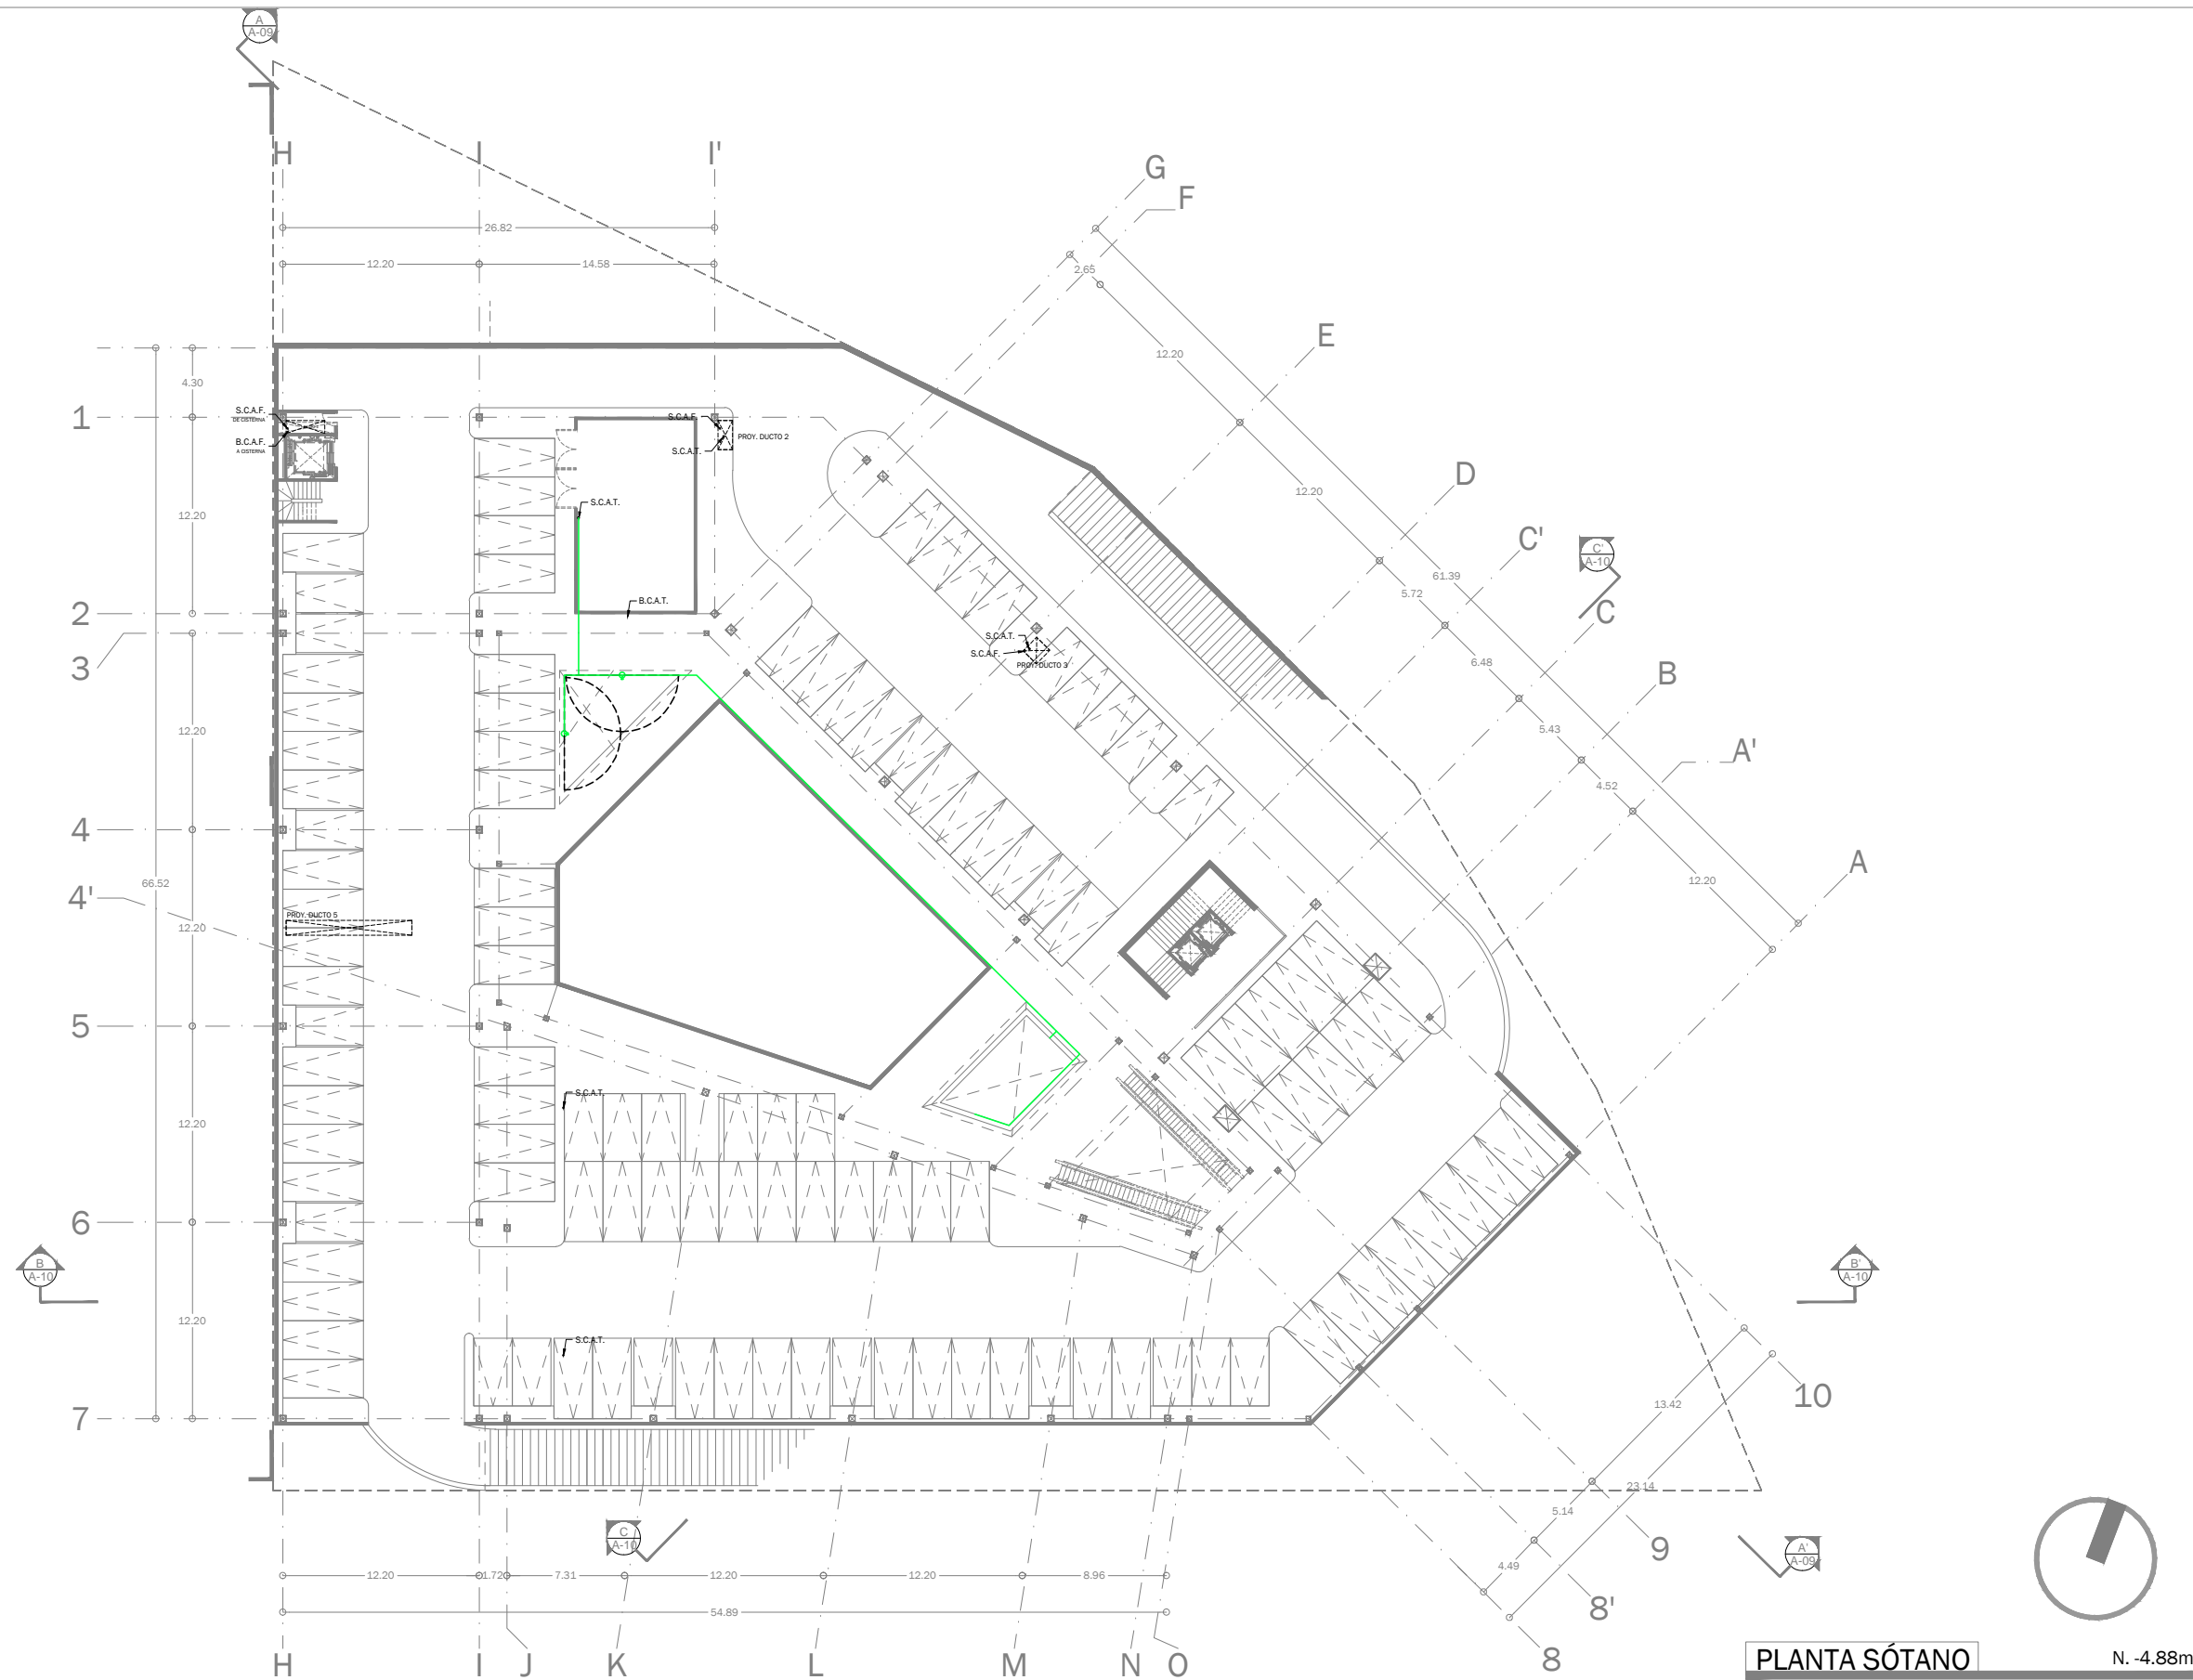 A
A-09
H
I
I'
G
F
26.82
12.20
14.58
2.65
E
12.20
4.30
1
S.C.A.F.
DE CISTERNA
B.C.A.F.
A CISTERNA
S.C.A.F.
PROY. DUCTO 2
S.C.A.T.
D
12.20
12.20
S.C.A.T.
C'
C'
A-10
61.39
5.72
C
B.C.A.T.
2
3
S.C.A.T.
S.C.A.F.
PROY. DUCTO 3
6.48
B
12.20
5.43
A'
4.52
4
A
66.52
12.20
4'
PROY. DUCTO 5
12.20
5
S.C.A.T.
12.20
6
B
A-10
B'
A-10
12.20
S.C.A.T.
7
13.42
10
23.14
5.14
C
A-10
9
A'
A-09
4.49
12.20
1.72
7.31
12.20
12.20
8.96
54.89
8'
H
I
J
K
L
M
N
O
8
PLANTA SÓTANO
N. -4.88m